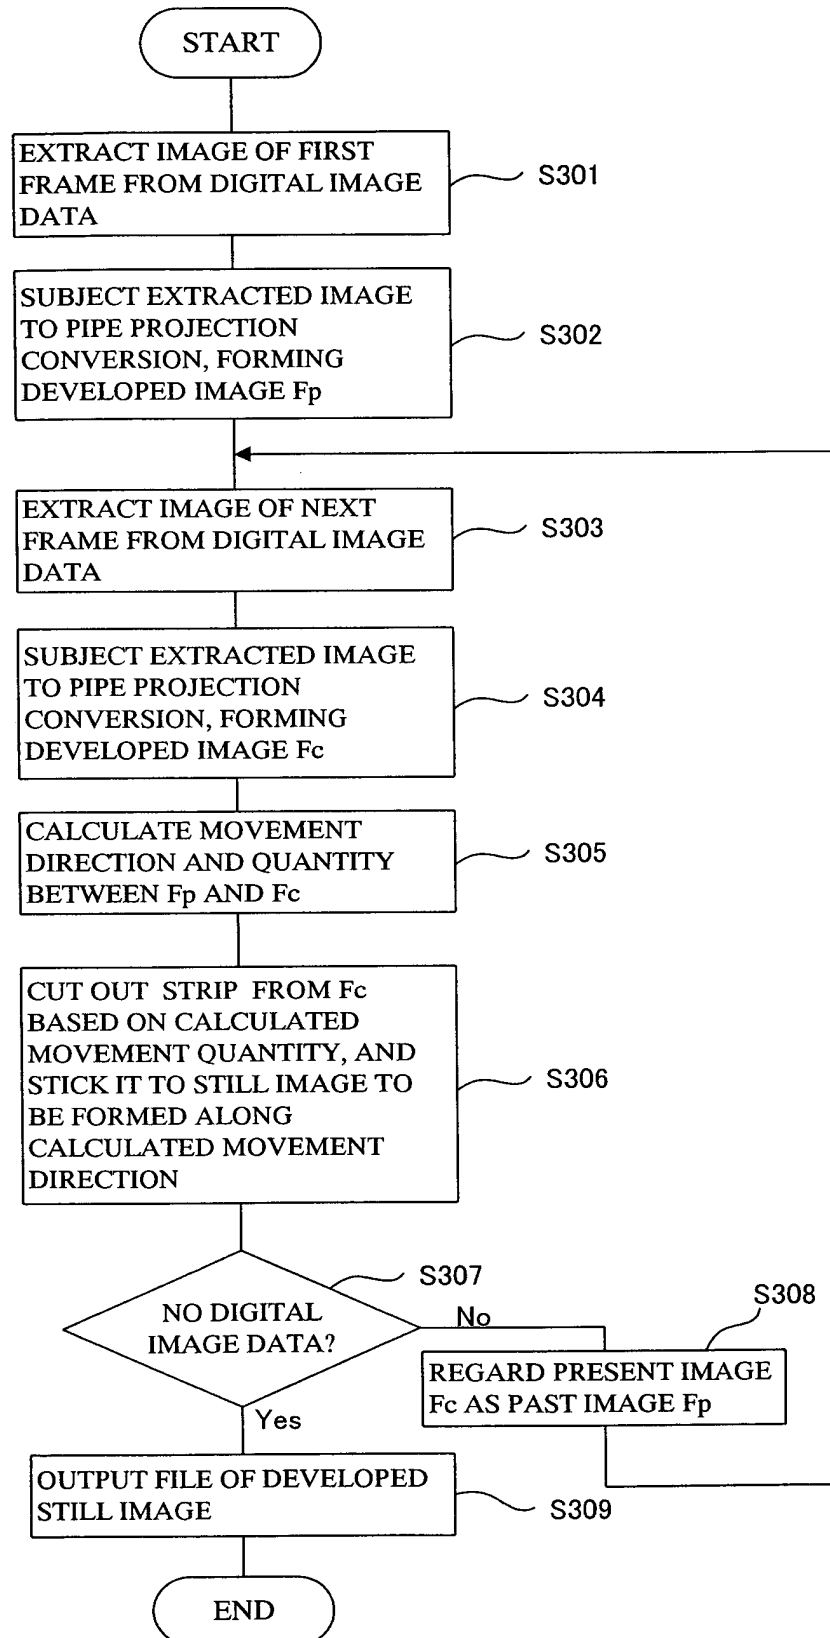 START
EXTRACT IMAGE OF FIRST
FRAME FROM DIGITAL IMAGE
DATA
S301
SUBJECT EXTRACTED IMAGE
TO PIPE PROJECTION
CONVERSION, FORMING
DEVELOPED IMAGE Fp
S302
EXTRACT IMAGE OF NEXT
FRAME FROM DIGITAL IMAGE
DATA
S303
SUBJECT EXTRACTED IMAGE
TO PIPE PROJECTION
CONVERSION, FORMING
DEVELOPED IMAGE Fc
S304
CALCULATE MOVEMENT
DIRECTION AND QUANTITY
BETWEEN Fp AND Fc
S305
CUT OUT STRIP FROM Fc
BASED ON CALCULATED
MOVEMENT QUANTITY, AND
STICK IT TO STILL IMAGE TO
BE FORMED ALONG
CALCULATED MOVEMENT
DIRECTION
S306
NO DIGITAL
IMAGE DATA?
S307
No
S308
REGARD PRESENT IMAGE
Fc AS PAST IMAGE Fp
Yes
OUTPUT FILE OF DEVELOPED
STILL IMAGE
S309
END